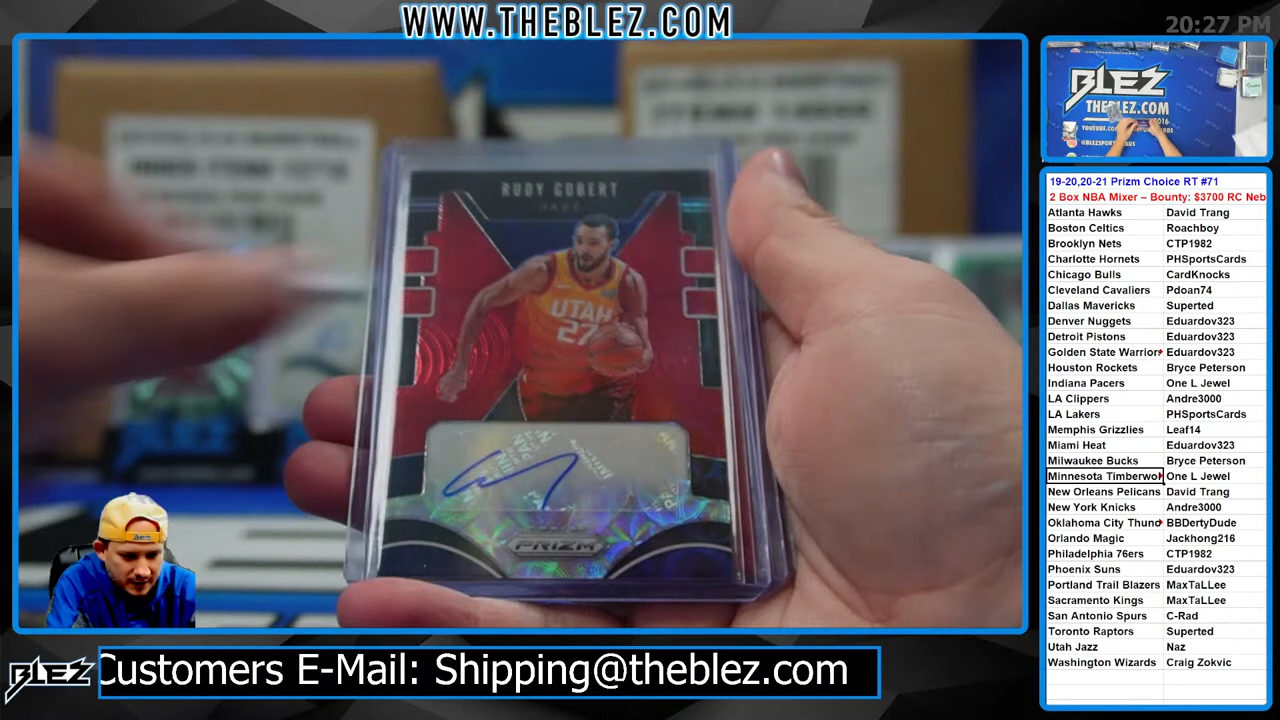 WWW.THEBLEZ.COM
20:27 PM
RUDY GOBERT
JAZZ
UTAH
27
PRIZM
BLEZ
THEBLEZ.COM
19-20,20-21 Prizm Choice RT #71
2 Box NBA Mixer – Bounty: $3700 RC Neb
Atlanta Hawks David Trang
Boston Celtics Roachboy
Brooklyn Nets CTP1982
Charlotte Hornets PHSportsCards
Chicago Bulls CardKnocks
Cleveland Cavaliers Pdoan74
Dallas Mavericks Superted
Denver Nuggets Eduardov323
Detroit Pistons Eduardov323
Golden State Warrior Eduardov323
Houston Rockets Bryce Peterson
Indiana Pacers One L Jewel
LA Clippers Andre3000
LA Lakers PHSportsCards
Memphis Grizzlies Leaf14
Miami Heat Eduardov323
Milwaukee Bucks Bryce Peterson
Minnesota Timberwol One L Jewel
New Orleans Pelicans David Trang
New York Knicks Andre3000
Oklahoma City Thund BBDertyDude
Orlando Magic Jackhong216
Philadelphia 76ers CTP1982
Phoenix Suns Eduardov323
Portland Trail Blazers MaxTaLLee
Sacramento Kings MaxTaLLee
San Antonio Spurs C-Rad
Toronto Raptors Superted
Utah Jazz Naz
Washington Wizards Craig Zokvic
BLEZ
Customers E-Mail: Shipping@theblez.com